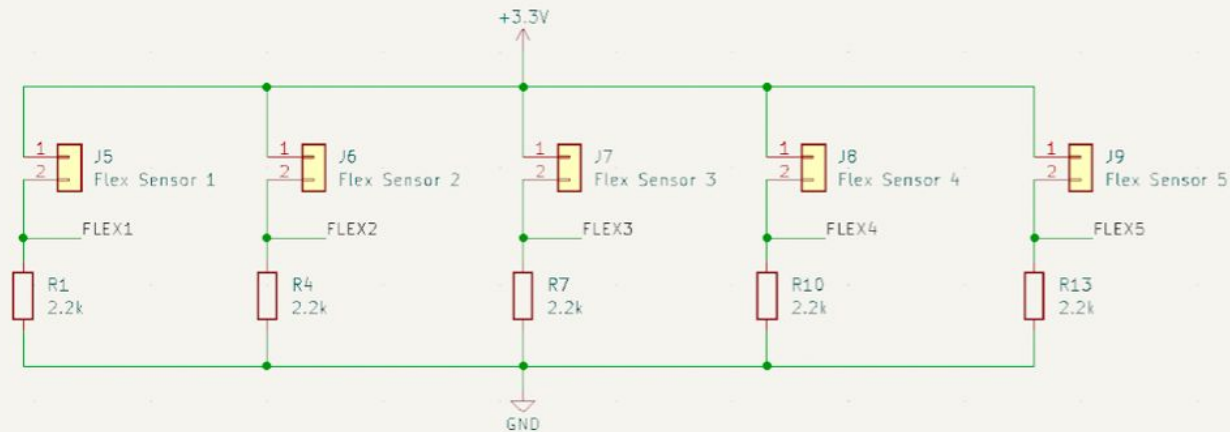 +3.3V
1
2
J5
Flex Sensor 1
1
2
J6
Flex Sensor 2
1
2
J7
Flex Sensor 3
1
2
J8
Flex Sensor 4
1
2
J9
Flex Sensor 5
FLEX1
FLEX2
FLEX3
FLEX4
FLEX5
R1
2.2k
R4
2.2k
R7
2.2k
R10
2.2k
R13
2.2k
GND